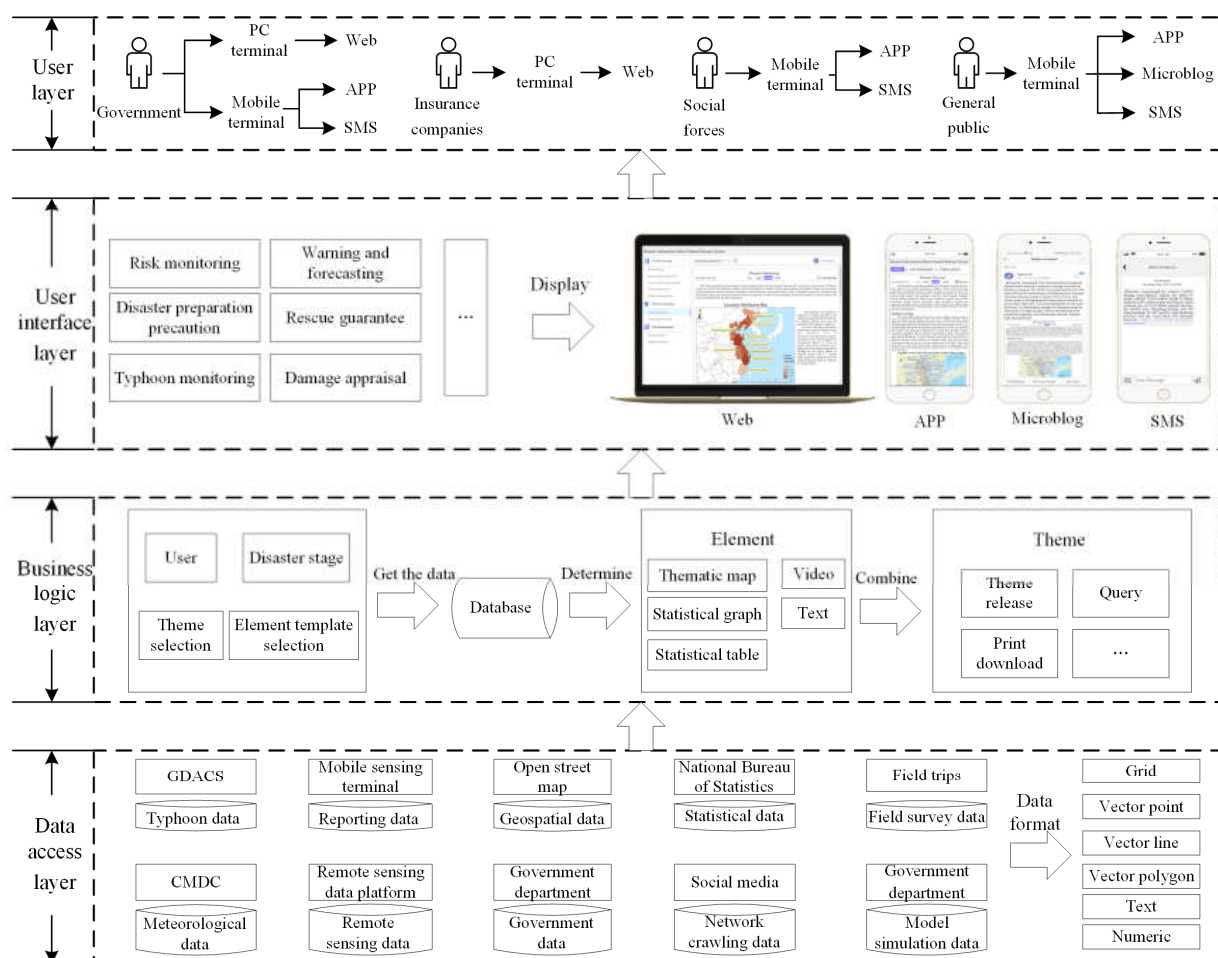 User
layer
Government
PC
terminal
Web
Mobile
terminal
APP
SMS
Insurance
companies
PC
terminal
Web
Social
forces
Mobile
terminal
APP
SMS
General
public
Mobile
terminal
APP
Microblog
SMS
User
interface
layer
Risk monitoring
Warning and
forecasting
Disaster preparation
precaution
Rescue guarantee
Typhoon monitoring
Damage appraisal
...
Display
Web
APP
Microblog
SMS
Business
logic
layer
User
Disaster stage
Theme
selection
Element template
selection
Get the data
Database
Determine
Element
Thematic map
Video
Statistical graph
Text
Statistical table
Combine
Theme
Theme
release
Query
Print
download
...
Data
access
layer
GDACS
Typhoon data
Mobile sensing
terminal
Reporting data
Open street
map
Geospatial data
National Bureau
of Statistics
Statistical data
Field trips
Field survey data
CMDC
Meteorological
data
Remote sensing
data platform
Remote
sensing data
Government
department
Government
data
Social media
Network
crawling data
Government
department
Model
simulation data
Data
format
Grid
Vector point
Vector line
Vector polygon
Text
Numeric